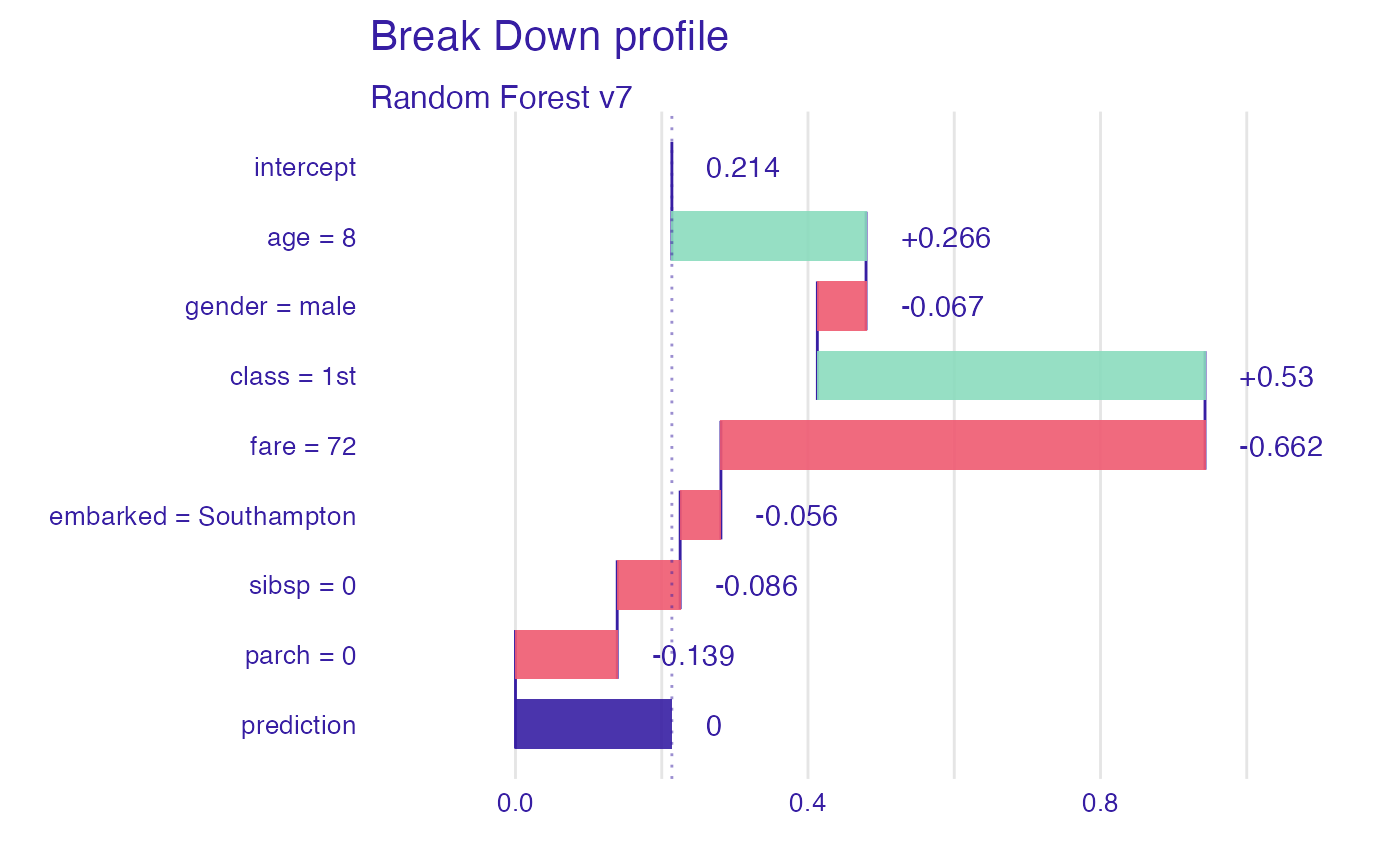 Break Down profile
Random Forest v7
intercept 0.214
age = 8 +0.266
gender = male -0.067
class = 1st +0.53
fare = 72 -0.662
embarked = Southampton -0.056
sibsp = 0 -0.086
parch = 0 -0.139
prediction 0
0.0 0.4 0.8